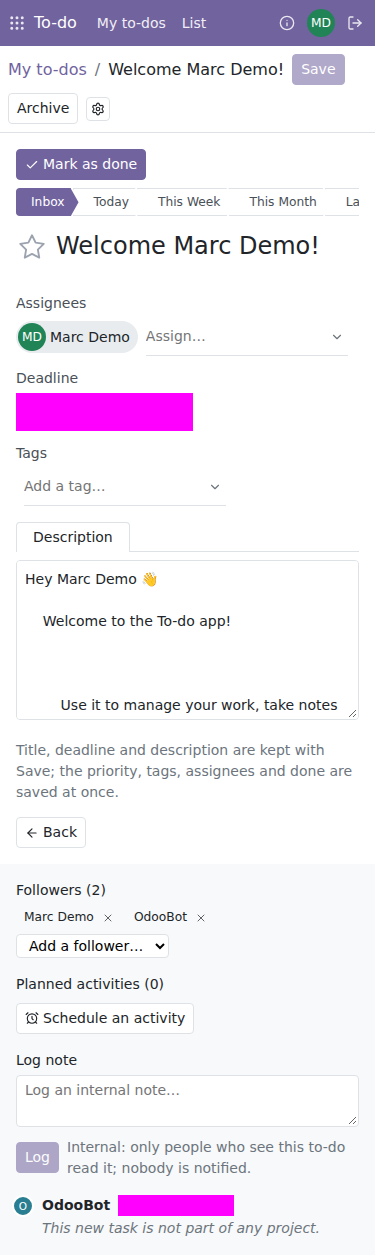 To-do My to-dos List MD
My to-dos / Welcome Marc Demo! Save
Archive
Mark as done
Inbox Today This Week This Month La
Welcome Marc Demo!
Assignees
MD Marc Demo Assign...
Deadline
Tags
Add a tag...
Description
Hey Marc Demo 👋
Welcome to the To-do app!
Use it to manage your work, take notes
Title, deadline and description are kept with
Save; the priority, tags, assignees and done are
saved at once.
Back
Followers (2)
Marc Demo × OdooBot ×
Add a follower...
Planned activities (0)
Schedule an activity
Log note
Log an internal note...
Log
Internal: only people who see this to-do
read it; nobody is notified.
O OdooBot
This new task is not part of any project.